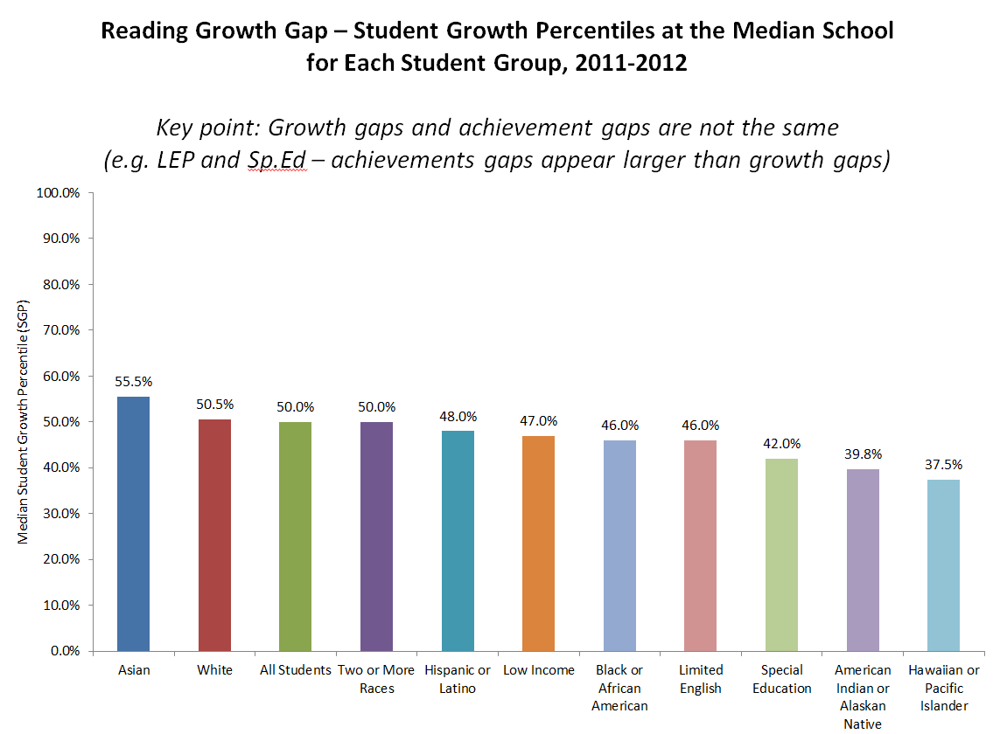 Reading Growth Gap – Student Growth Percentiles at the Median School
for Each Student Group, 2011-2012
Key point: Growth gaps and achievement gaps are not the same
(e.g. LEP and Sp.Ed – achievements gaps appear larger than growth gaps)
Median Student Growth Percentile (SGP)
100.0%
90.0%
80.0%
70.0%
60.0%
50.0%
40.0%
30.0%
20.0%
10.0%
0.0%
55.5%
50.5%
50.0%
50.0%
48.0%
47.0%
46.0%
46.0%
42.0%
39.8%
37.5%
Asian
White
All Students
Two or More
Races
Hispanic or
Latino
Low Income
Black or
African
American
Limited
English
Special
Education
American
Indian or
Alaskan
Native
Hawaiian or
Pacific
Islander